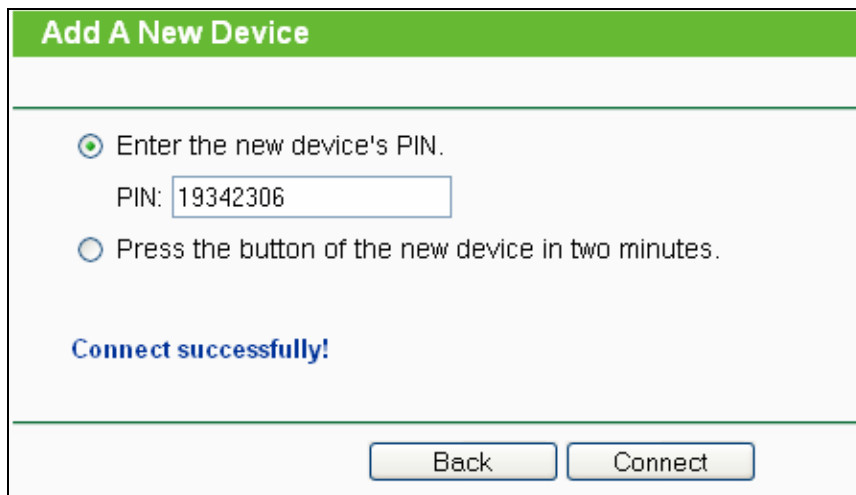 Add A New Device
Enter the new device's PIN.
PIN: 19342306
Press the button of the new device in two minutes.
Connect successfully!
Back Connect